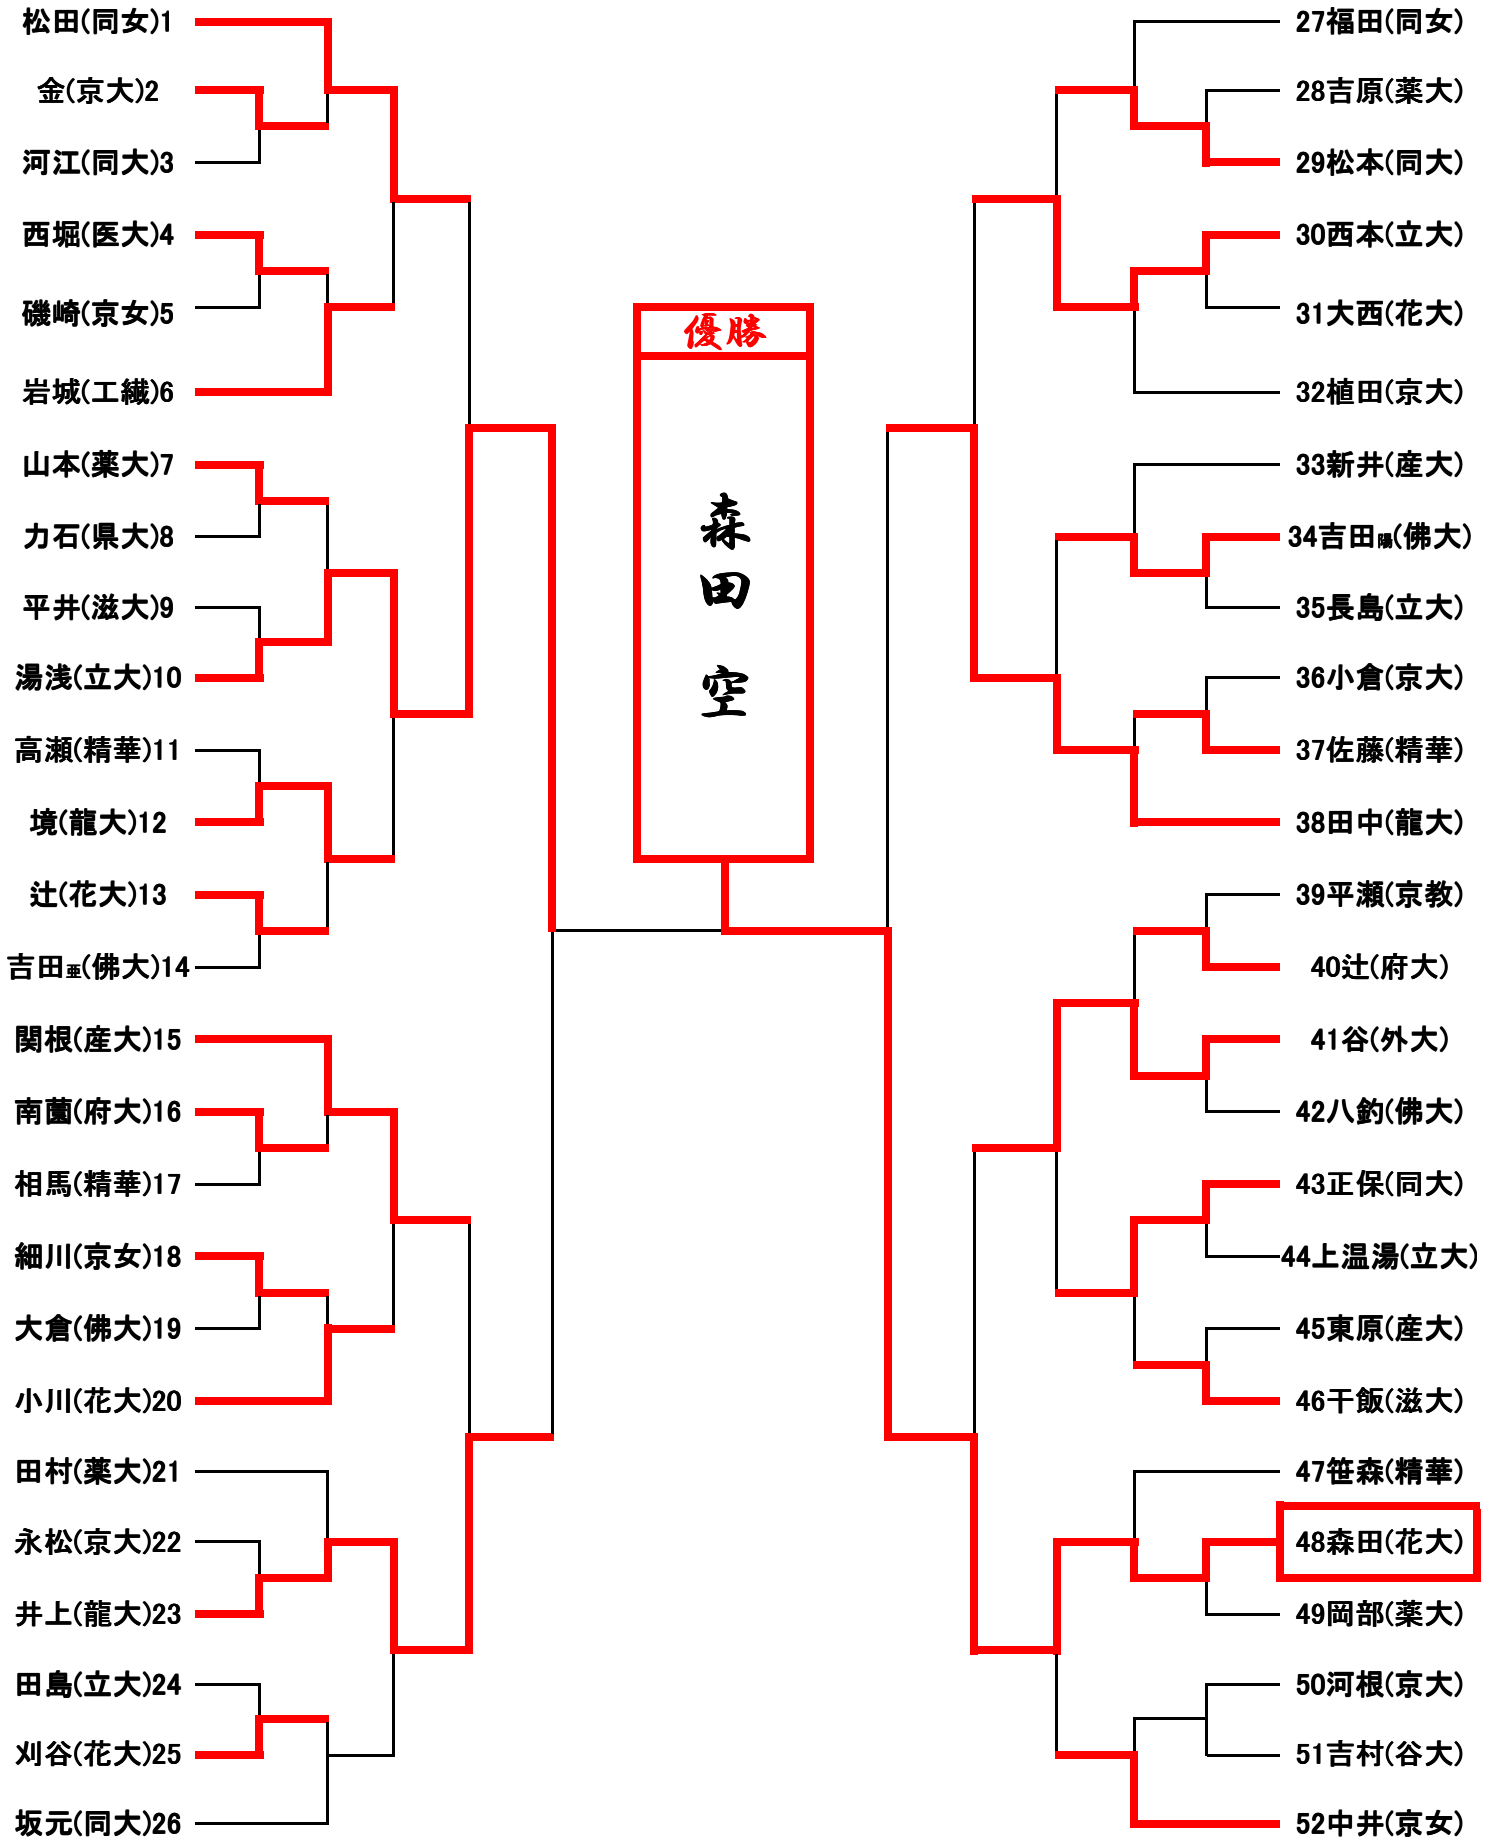 松田(同女)1
金(京大)2
河江(同大)3
西堀(医大)4
磯崎(京女)5
岩城(工繊)6
山本(薬大)7
力石(県大)8
平井(滋大)9
湯浅(立大)10
高瀬(精華)11
境(龍大)12
辻(花大)13
吉田亜(佛大)14
関根(産大)15
南薗(府大)16
相馬(精華)17
細川(京女)18
大倉(佛大)19
小川(花大)20
田村(薬大)21
永松(京大)22
井上(龍大)23
田島(立大)24
刈谷(花大)25
坂元(同大)26
優勝
森田 空
27福田(同女)
28吉原(薬大)
29松本(同大)
30西本(立大)
31大西(花大)
32植田(京大)
33新井(産大)
34吉田陽(佛大)
35長島(立大)
36小倉(京大)
37佐藤(精華)
38田中(龍大)
39平瀬(京教)
40辻(府大)
41谷(外大)
42八釣(佛大)
43正保(同大)
44上温湯(立大)
45東原(産大)
46干飯(滋大)
47笹森(精華)
48森田(花大)
49岡部(薬大)
50河根(京大)
51吉村(谷大)
52中井(京女)